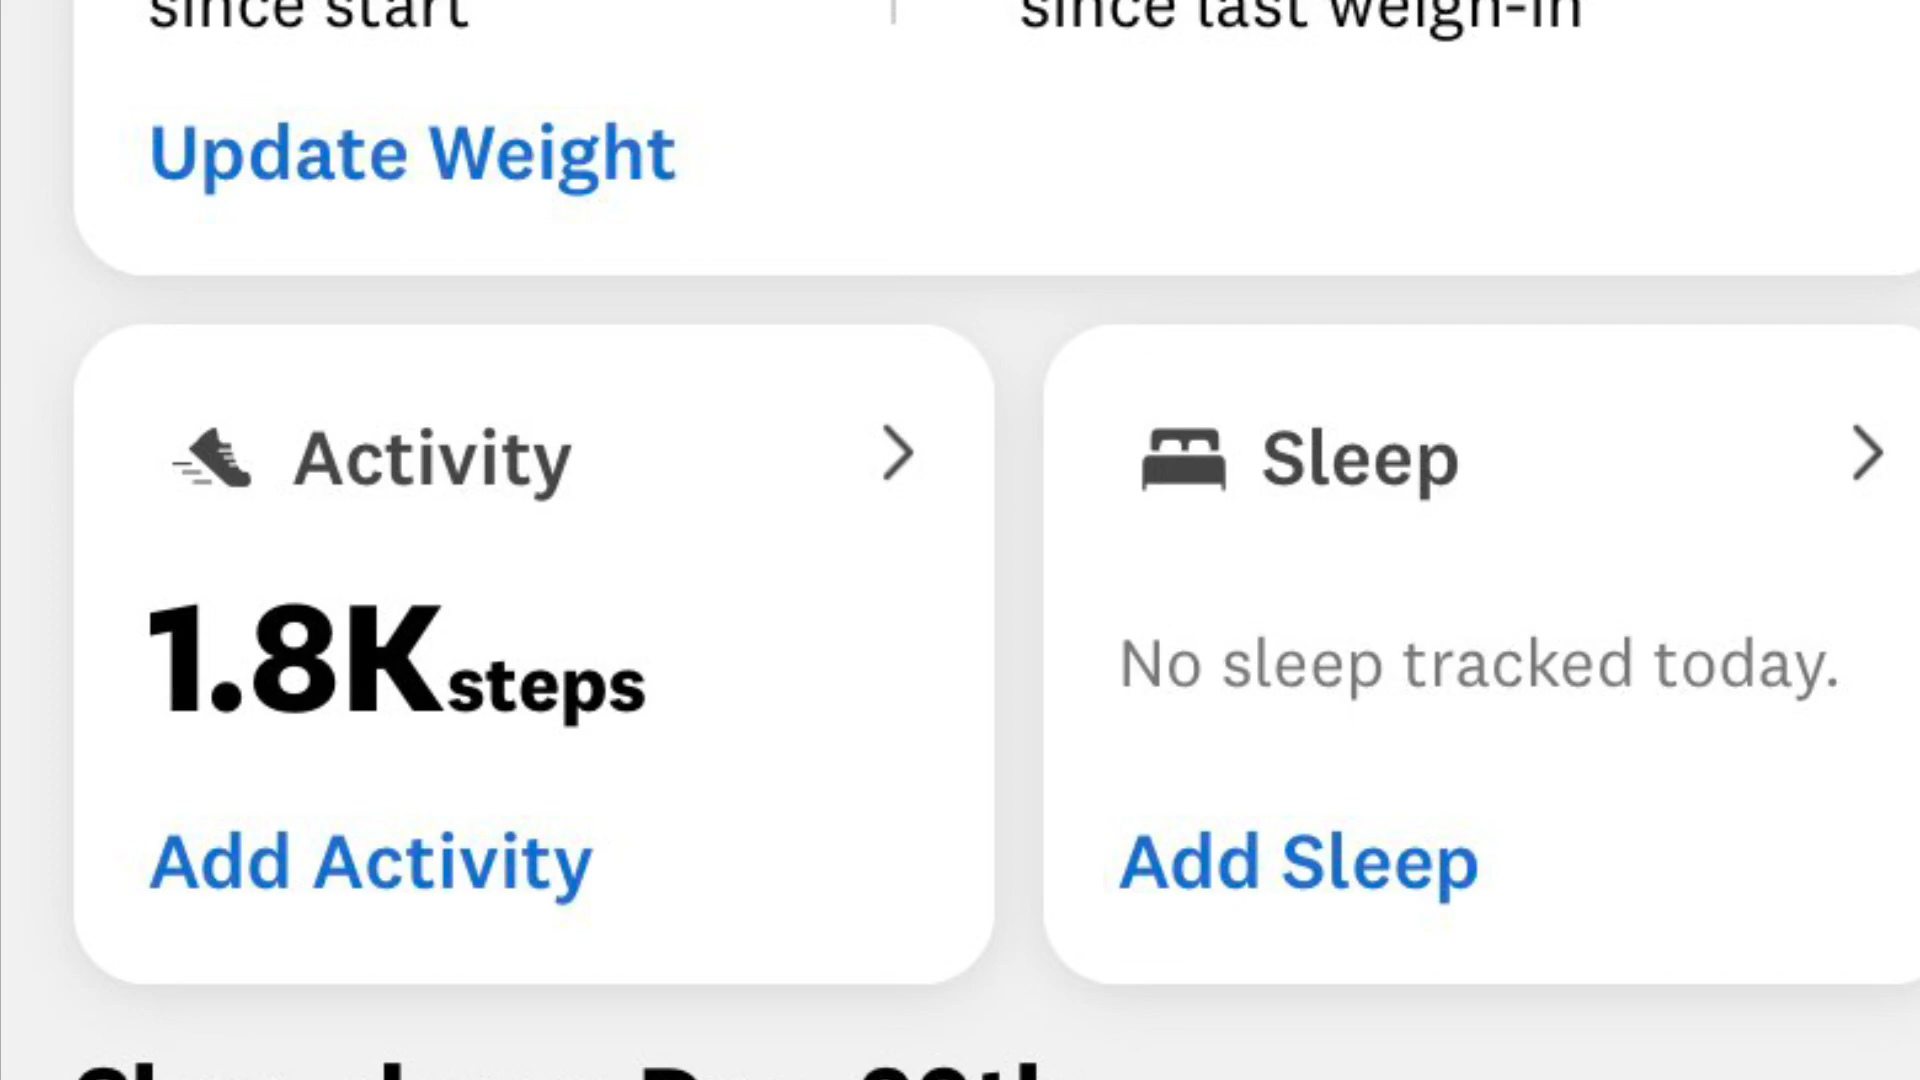 since start
since last weigh-in
Update Weight
Activity
Sleep
1.8Ksteps
No sleep tracked today.
Add Activity
Add Sleep